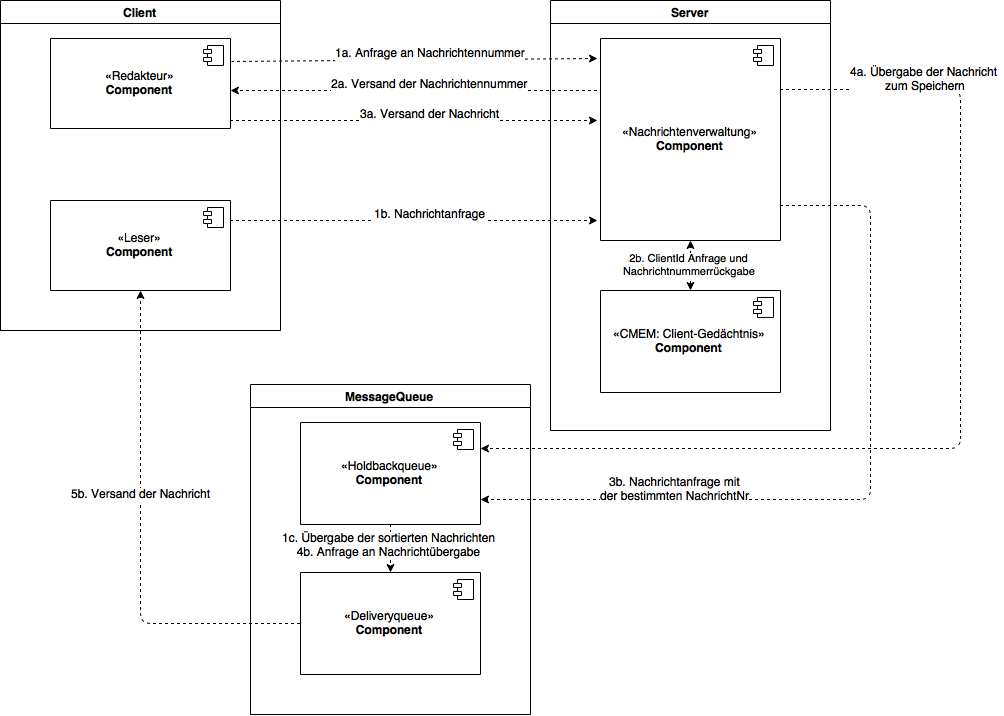 Client
Server
«Redakteur»
Component
1a. Anfrage an Nachrichtennummer
2a. Versand der Nachrichtennummer
3a. Versand der Nachricht
«Nachrichtenverwaltung»
Component
4a. Übergabe der Nachricht
zum Speichern
«Leser»
Component
1b. Nachrichtanfrage
2b. ClientId Anfrage und
Nachrichtnummerrückgabe
«CMEM: Client-Gedächtnis»
Component
MessageQueue
«Holdbackqueue»
Component
3b. Nachrichtanfrage mit
der bestimmten NachrichtNr
5b. Versand der Nachricht
1c. Übergabe der sortierten Nachrichten
4b. Anfrage an Nachrichtübergabe
«Deliveryqueue»
Component